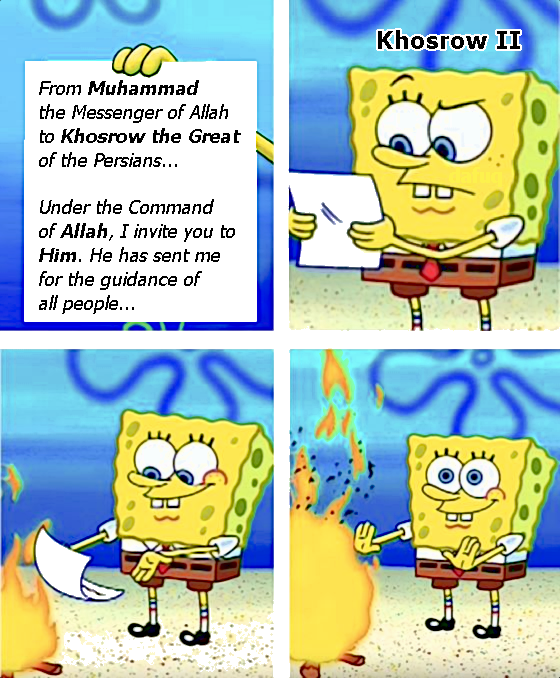 From Muhammad
the Messenger of Allah
to Khosrow the Great
of the Persians...
Under the Command
of Allah, I invite you to
Him. He has sent me
for the guidance of
all people...
Khosrow II